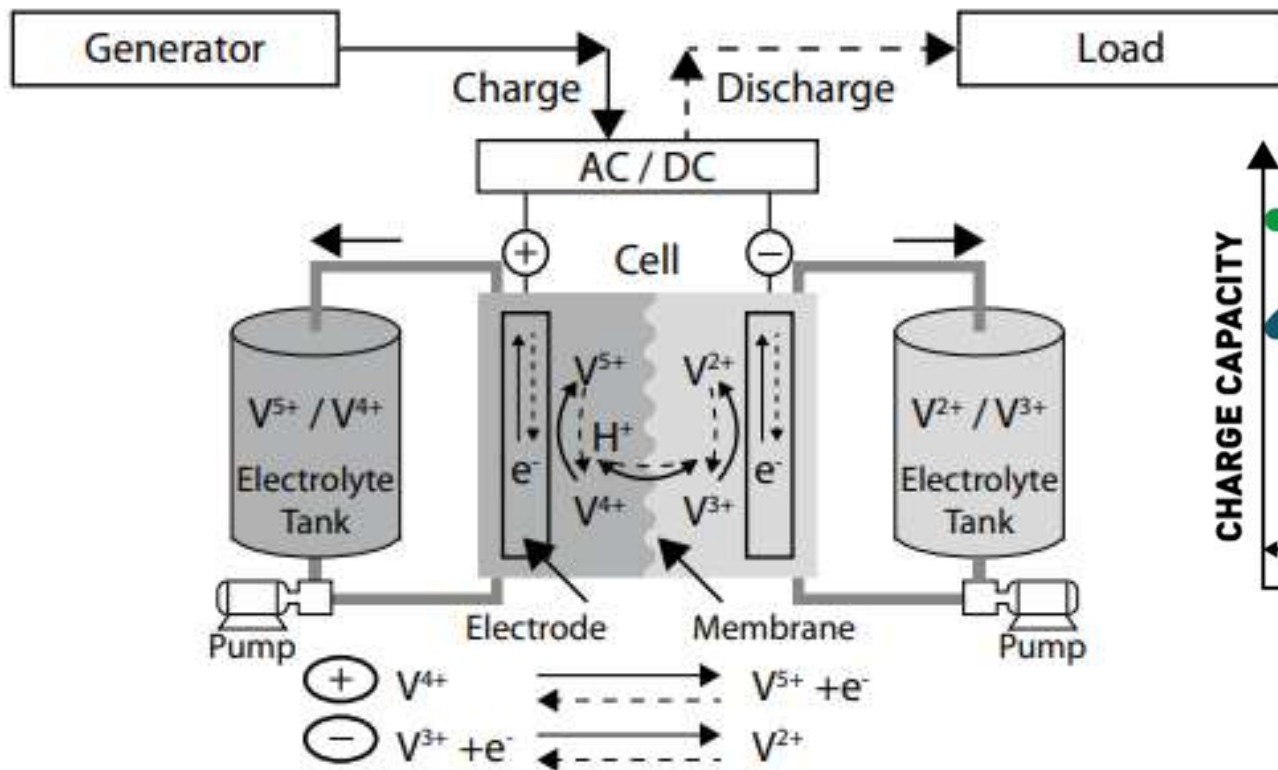 Generator
Load
Charge
Discharge
AC / DC
+
−
Cell
CHARGE CAPACITY
V⁵⁺ / V⁴⁺
Electrolyte
Tank
e⁻
V⁵⁺
H⁺
V⁴⁺
V²⁺
V³⁺
e⁻
V²⁺ / V³⁺
Electrolyte
Tank
Pump
Electrode
Membrane
Pump
+ V⁴⁺ V⁵⁺ +e⁻
− V³⁺ +e⁻ V²⁺